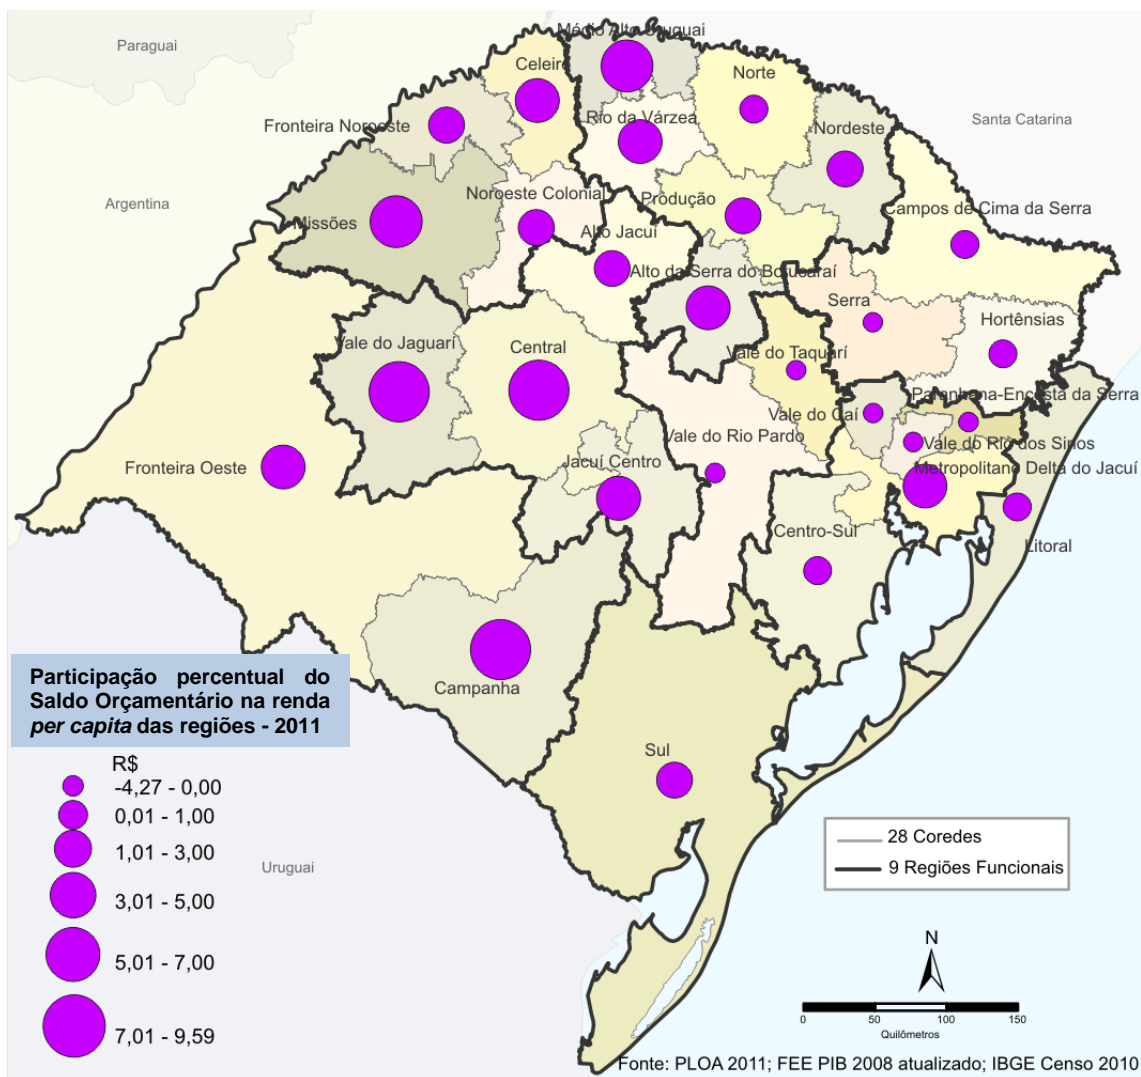 Médio Alto Uruguai
Paraguai
Celeiro
Norte
Rio da Várzea
Santa Catarina
Fronteira Noroeste
Nordeste
Noroeste Colonial
Produção
Argentina
Campos de Cima da Serra
Missões
Alto Jacuí
Alto da Serra do Botucaraí
Serra
Hortênsias
Vale do Jaguarí
Central
Vale do Taquarí
Paranhana-Encosta da Serra
Vale do Caí
Vale do Rio Pardo
Vale do Rio dos Sinos
Fronteira Oeste
Jacuí Centro
Metropolitano Delta do Jacuí
Centro-Sul
Litoral
Campanha
Sul
Uruguai
Participação percentual do
Saldo Orçamentário na renda
per capita das regiões - 2011
R$
-4,27 - 0,00
0,01 - 1,00
1,01 - 3,00
3,01 - 5,00
5,01 - 7,00
7,01 - 9,59
28 Coredes
9 Regiões Funcionais
N
0 50 100 150
Quilômetros
Fonte: PLOA 2011; FEE PIB 2008 atualizado; IBGE Censo 2010